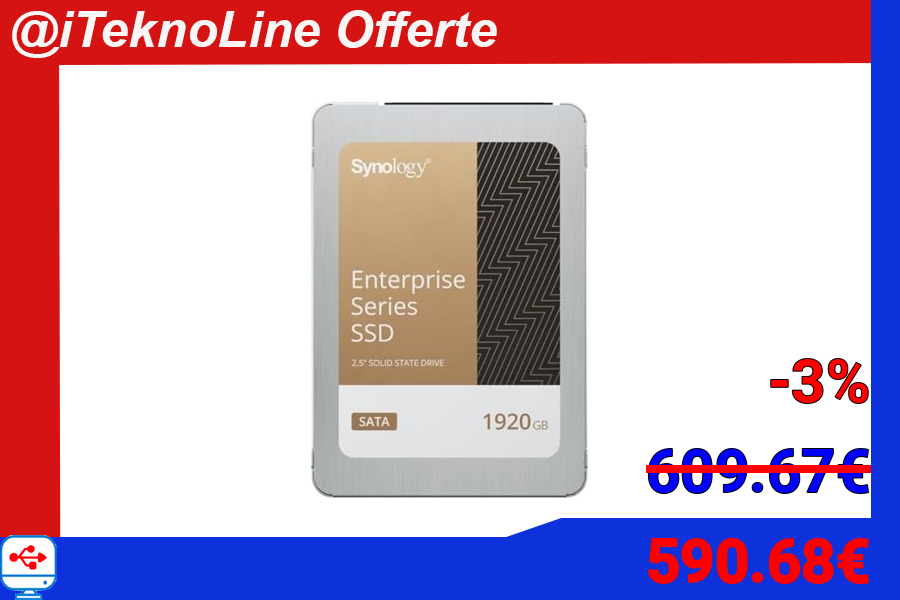 @iTeknoLine Offerte
Synology®
Enterprise
Series
SSD
2.5" SOLID STATE DRIVE
SATA
1920 GB
-3%
609.67€
590.68€